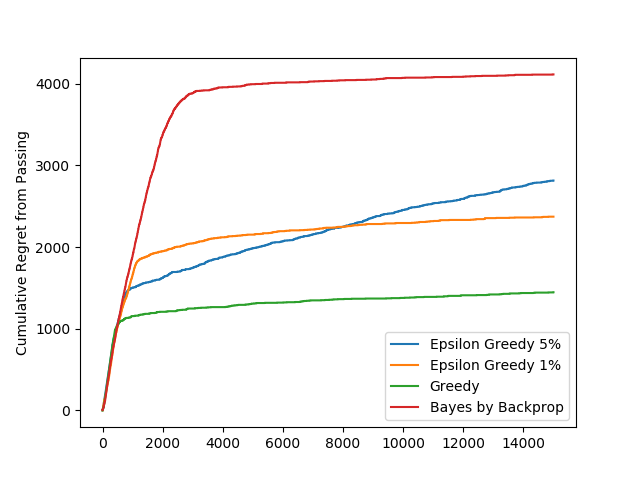 Cumulative Regret from Passing
4000
3000
2000
1000
0
0 2000 4000 6000 8000 10000 12000 14000
Epsilon Greedy 5%
Epsilon Greedy 1%
Greedy
Bayes by Backprop